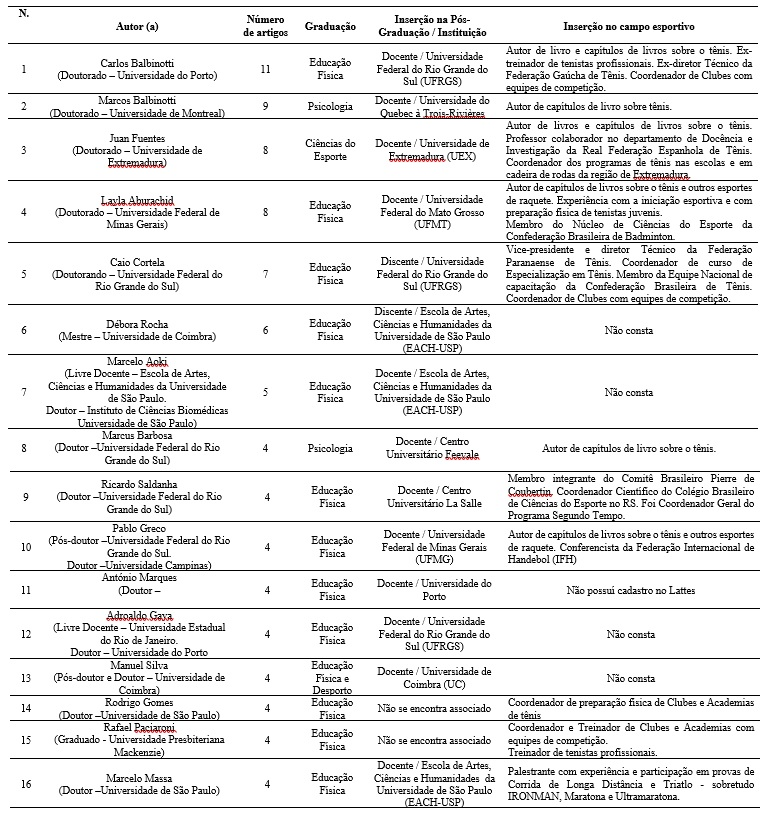 N.
Autor (a)
Número
de artigos
Graduação
Inserção na Pós-
Graduação / Instituição
Inserção no campo esportivo
1
Carlos Balbinotti
(Doutorado – Universidade do Porto)
11
Educação
Física
Docente / Universidade
Federal do Rio Grande do
Sul (UFRGS)
Autor de livro e capítulos de livros sobre o tênis. Ex-
treinador de tenistas profissionais. Ex-diretor Técnico da
Federação Gaúcha de Tênis. Coordenador de Clubes com
equipes de competição.
2
Marcos Balbinotti
(Doutorado – Universidade de Montreal)
9
Psicologia
Docente / Universidade do
Quebec à Trois-Rivières
Autor de capítulos de livro sobre tênis.
3
Juan Fuentes
(Doutorado – Universidade de
Extremadura)
8
Ciências do
Esporte
Docente / Universidade de
Extremadura (UEX)
Autor de livros e capítulos de livros sobre o tênis.
Professor colaborador no departamento de Docência e
Investigação da Real Federação Espanhola de Tênis.
Coordenador dos programas de tênis nas escolas e em
cadeira de rodas da região de Extremadura.
4
Layla Aburachid
(Doutorado – Universidade Federal de
Minas Gerais)
8
Educação
Física
Docente / Universidade
Federal do Mato Grosso
(UFMT)
Autor de capítulos de livros sobre o tênis e outros esportes
de raquete. Experiência com a iniciação esportiva e com
preparação física de tenistas juvenis.
Membro do Núcleo de Ciências do Esporte da
Confederação Brasileira de Badminton.
5
Caio Cortela
(Doutorando – Universidade Federal do
Rio Grande do Sul)
7
Educação
Física
Discente / Universidade
Federal do Rio Grande do
Sul (UFRGS)
Vice-presidente e diretor Técnico da Federação
Paranaense de Tênis. Coordenador de curso de
Especialização em Tênis. Membro da Equipe Nacional de
capacitação da Confederação Brasileira de Tênis.
Coordenador de Clubes com equipes de competição.
6
Débora Rocha
(Mestre – Universidade de Coimbra)
6
Educação
Física
Discente / Escola de Artes,
Ciências e Humanidades da
Universidade de São Paulo
(EACH-USP)
Não consta
7
Marcelo Aoki
(Livre Docente – Escola de Artes,
Ciências e Humanidades da Universidade
de São Paulo.
Doutor – Instituto de Ciências Biomédicas
Universidade de São Paulo)
5
Educação
Física
Docente / Escola de Artes,
Ciências e Humanidades da
Universidade de São Paulo
(EACH-USP)
Não consta
8
Marcus Barbosa
(Doutor –Universidade Federal do Rio
Grande do Sul)
4
Psicologia
Docente / Centro
Universitário Feevale
Autor de capítulos de livro sobre o tênis.
9
Ricardo Saldanha
(Doutor –Universidade Federal do Rio
Grande do Sul)
4
Educação
Física
Docente / Centro
Universitário La Salle
Membro integrante do Comitê Brasileiro Pierre de
Coubertin. Coordenador Científico do Colégio Brasileiro
de Ciências do Esporte no RS. Foi Coordenador Geral do
Programa Segundo Tempo.
10
Pablo Greco
(Pós-doutor –Universidade Federal do Rio
Grande do Sul.
Doutor –Universidade Campinas)
4
Educação
Física
Docente / Universidade
Federal de Minas Gerais
(UFMG)
Autor de capítulos de livros sobre o tênis e outros esportes
de raquete. Conferencista da Federação Internacional de
Handebol (IFH)
11
António Marques
(Doutor –
4
Educação
Física
Docente / Universidade do
Porto
Não possui cadastro no Lattes
12
Adroaldo Gaya
(Livre Docente – Universidade Estadual
do Rio de Janeiro.
Doutor – Universidade do Porto
4
Educação
Física
Docente / Universidade
Federal do Rio Grande do
Sul (UFRGS)
Não consta
13
Manuel Silva
(Pós-doutor e Doutor – Universidade de
Coimbra)
4
Educação
Física e
Desporto
Docente / Universidade de
Coimbra (UC)
Não consta
14
Rodrigo Gomes
(Doutor –Universidade de São Paulo)
4
Educação
Física
Não se encontra associado
Coordenador de preparação física de Clubes e Academias
de tênis
15
Rafael Paciaroni
(Graduado - Universidade Presbiteriana
Mackenzie)
4
Educação
Física
Não se encontra associado
Coordenador e Treinador de Clubes e Academias com
equipes de competição.
Treinador de tenistas profissionais.
16
Marcelo Massa
(Doutor –Universidade de São Paulo)
4
Educação
Física
Docente / Escola de Artes,
Ciências e Humanidades da
Universidade de São Paulo
(EACH-USP)
Palestrante com experiência e participação em provas de
Corrida de Longa Distância e Triatlo - sobretudo
IRONMAN, Maratona e Ultramaratona.